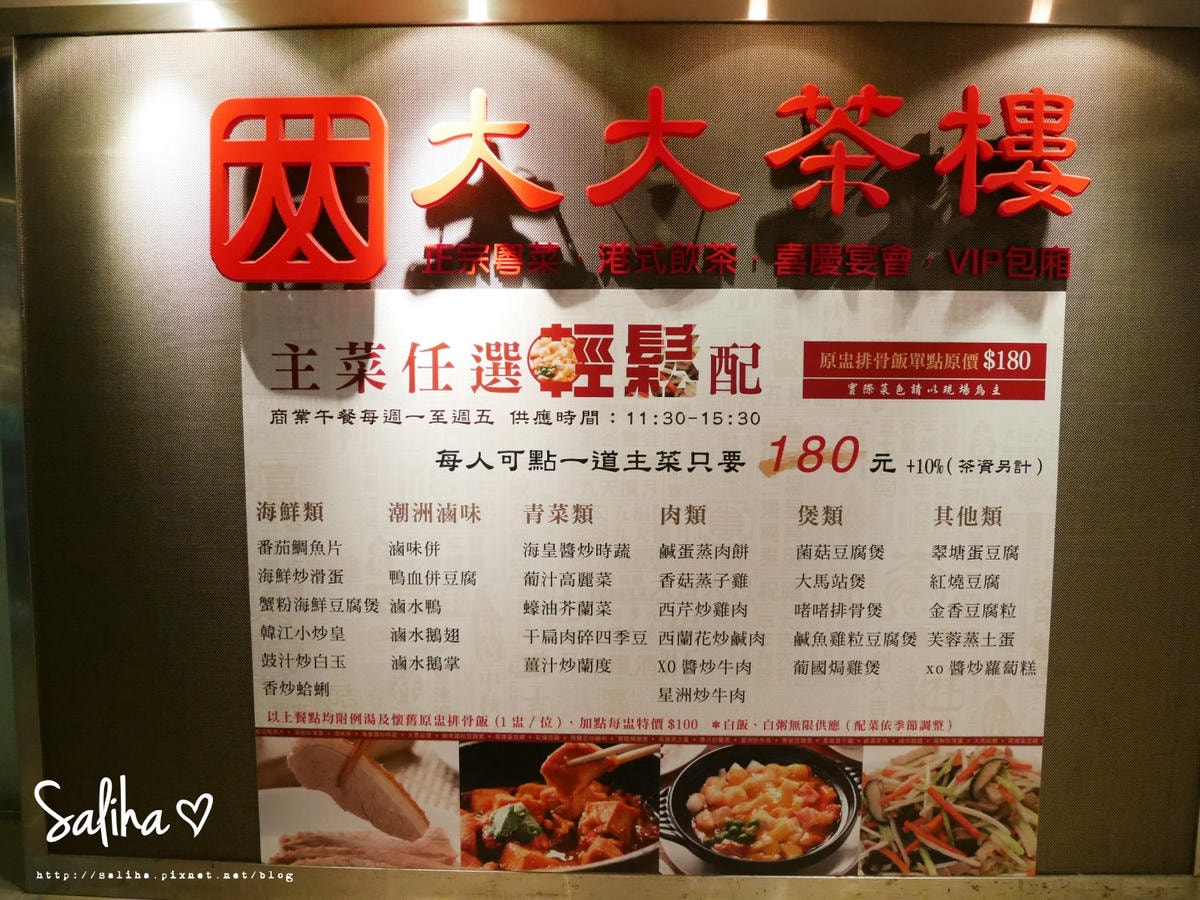 大大茶樓
正宗粵菜・港式飲茶・喜慶宴會・VIP包廂
主菜任選輕鬆配
原盅排骨飯單點原價$180
實際菜色請以現場為主
商業午餐每週一至週五 供應時間：11:30-15:30
每人可點一道主菜只要 180元 +10%(茶資另計)
海鮮類 潮洲滷味 青菜類 肉類 煲類 其他類
番茄鯛魚片 滷味併 海皇醬炒時蔬 鹹蛋蒸肉餅 菌菇豆腐煲 翠塘蛋豆腐
海鮮炒滑蛋 鴨血併豆腐 葡汁高麗菜 香菇蒸子雞 大馬站煲 紅燒豆腐
蟹粉海鮮豆腐煲 滷水鴨 蠔油芥蘭菜 西芹炒雞肉 啫啫排骨煲 金香豆腐粒
韓江小炒皇 滷水鵝翅 干扁肉碎四季豆 西蘭花炒鹹肉 鹹魚雞粒豆腐煲 芙蓉蒸土蛋
鼓汁炒白玉 滷水鵝掌 薑汁炒蘭度 XO醬炒牛肉 葡國焗雞煲 xo醬炒蘿蔔糕
香炒蛤蜊 星洲炒牛肉
以上餐點均附例湯及懷舊原盅排骨飯(1盅/位)，加點每盅特價$100 *白飯、白粥無限供應(配菜依季節調整)
Saliha♡
http://saliha.pixnet.net/blog